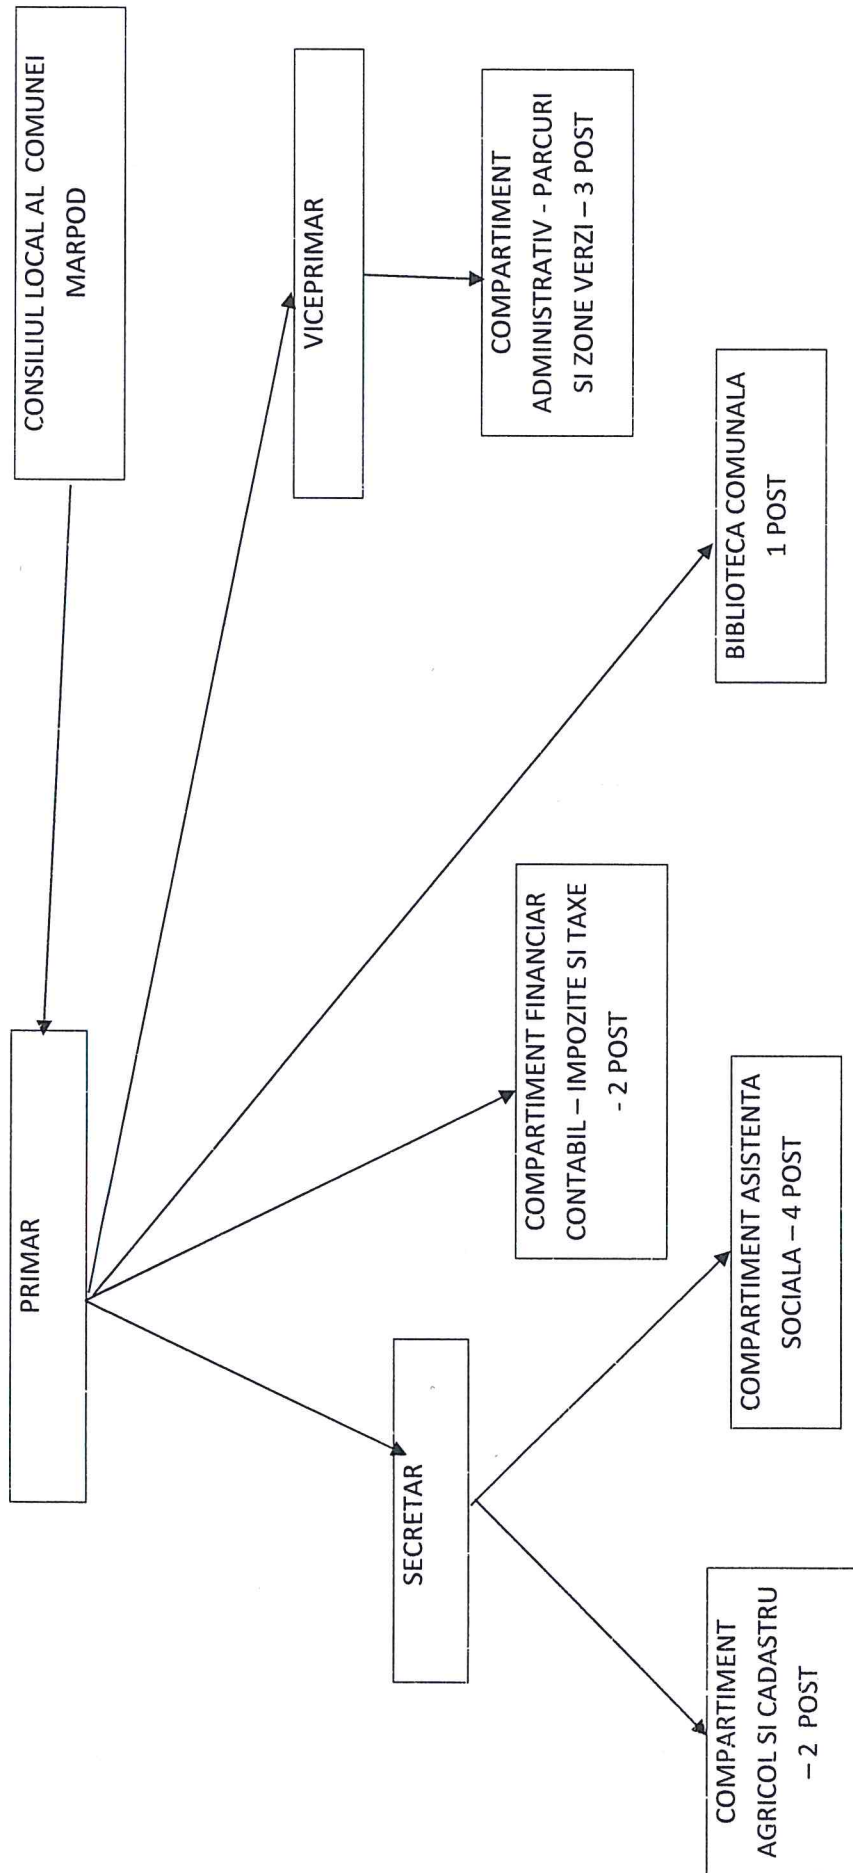 CONSILIUL LOCAL AL COMUNEI
MARPOD
PRIMAR
VICEPRIMAR
SECRETAR
COMPARTIMENT
ADMINISTRATIV - PARCURI
SI ZONE VERZI – 3 POST
COMPARTIMENT FINANCIAR
CONTABIL – IMPOZITE SI TAXE
- 2 POST
BIBLIOTECA COMUNALA
1 POST
COMPARTIMENT
AGRICOL SI CADASTRU
– 2 POST
COMPARTIMENT ASISTENTA
SOCIALA – 4 POST